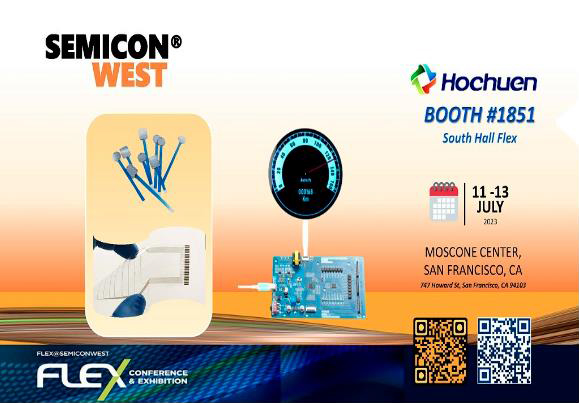 SEMICON®
WEST
Hochuen
BOOTH #1851
South Hall Flex
11 -13
JULY
2023
MOSCONE CENTER,
SAN FRANCISCO, CA
747 Howard St, San Francisco, CA 94103
FLEX@SEMICONWEST
FLEX CONFERENCE
& EXHIBITION